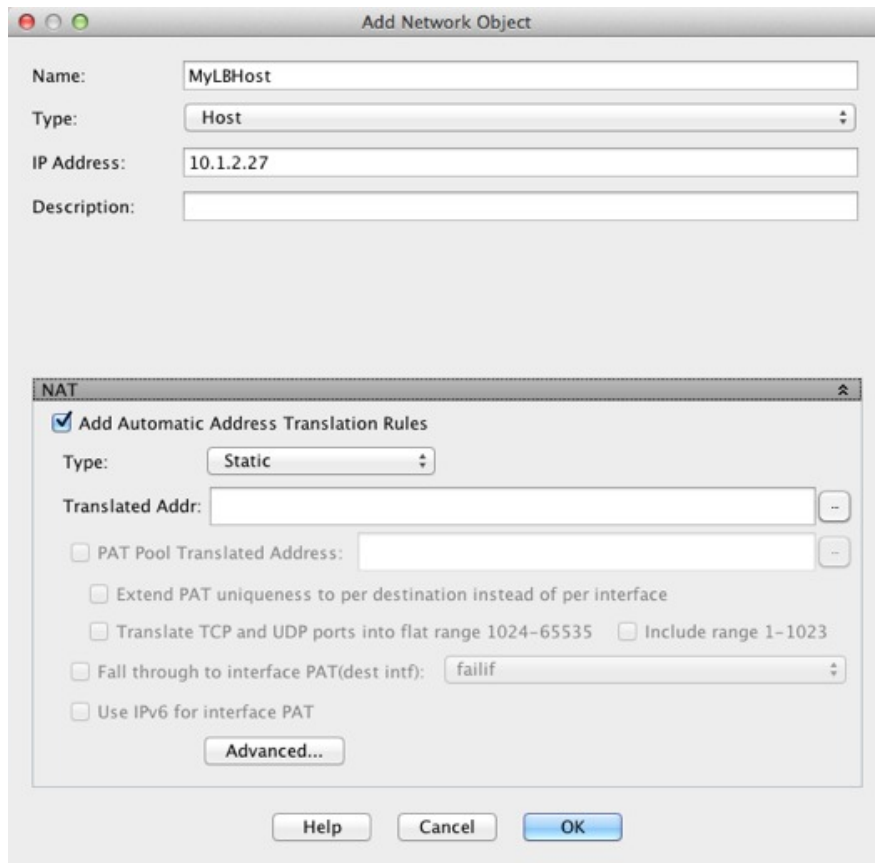 Add Network Object
Name: MyLBHost
Type: Host
IP Address: 10.1.2.27
Description:
NAT
Add Automatic Address Translation Rules
Type: Static
Translated Addr: ..
PAT Pool Translated Address: ..
Extend PAT uniqueness to per destination instead of per interface
Translate TCP and UDP ports into flat range 1024-65535 Include range 1-1023
Fall through to interface PAT(dest intf): failif
Use IPv6 for interface PAT
Advanced...
Help Cancel OK